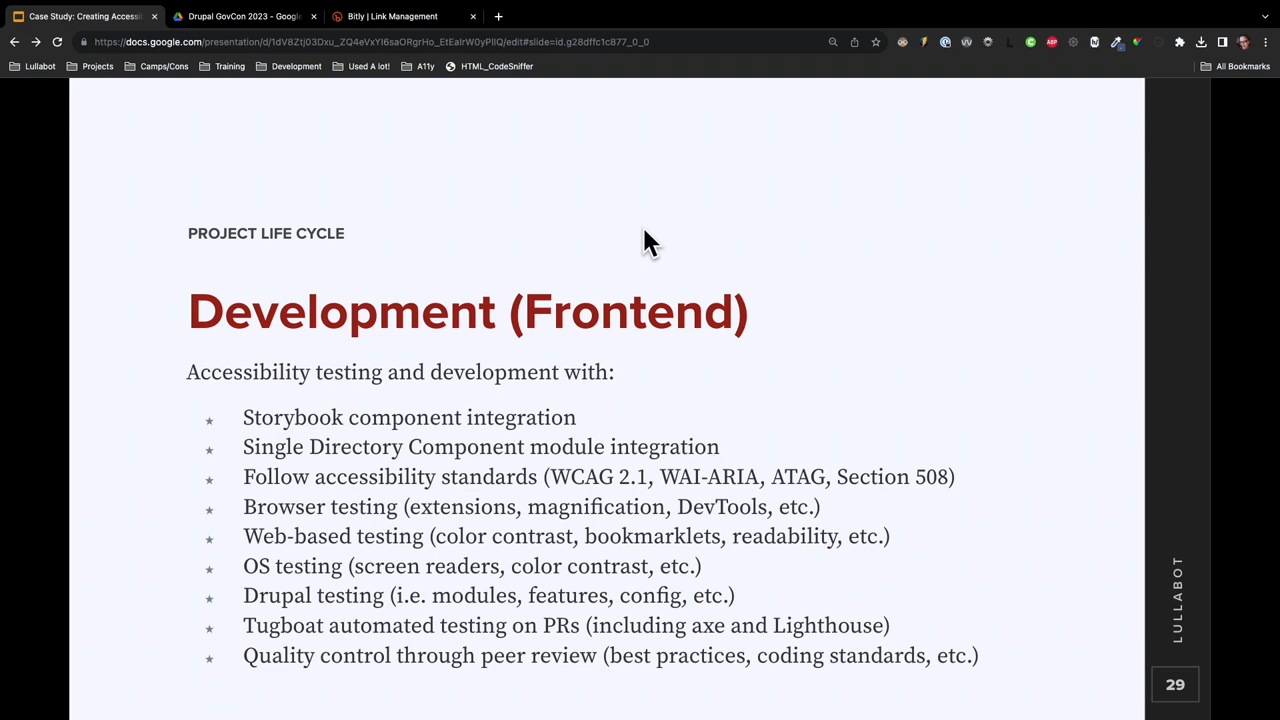 Case Study: Creating Accessi
Drupal GovCon 2023 - Google
Bitly | Link Management
https://docs.google.com/presentation/d/1dV8Ztj03Dxu_ZQ4eVxYI6saORgrHo_EtEalrW0yPlIQ/edit#slide=id.g28dffc1c877_0_0
Lullabot
Projects
Camps/Cons
Training
Development
Used A lot!
A11y
HTML_CodeSniffer
All Bookmarks
PROJECT LIFE CYCLE
Development (Frontend)
Accessibility testing and development with:
★ Storybook component integration
★ Single Directory Component module integration
★ Follow accessibility standards (WCAG 2.1, WAI-ARIA, ATAG, Section 508)
★ Browser testing (extensions, magnification, DevTools, etc.)
★ Web-based testing (color contrast, bookmarklets, readability, etc.)
★ OS testing (screen readers, color contrast, etc.)
★ Drupal testing (i.e. modules, features, config, etc.)
★ Tugboat automated testing on PRs (including axe and Lighthouse)
★ Quality control through peer review (best practices, coding standards, etc.)
LULLABOT
29